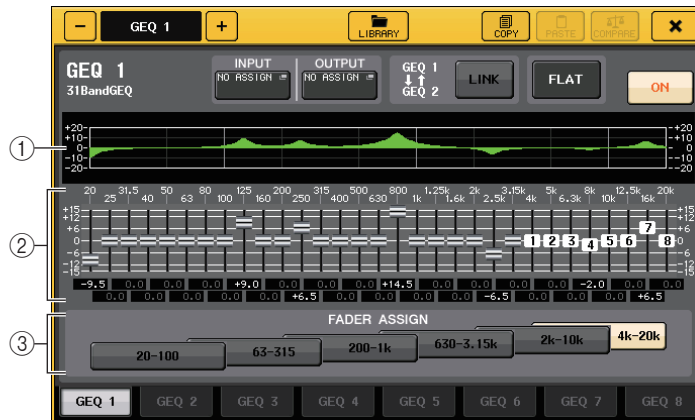 GEQ 1
LIBRARY
COPY
PASTE
COMPARE
GEQ 1
31BandGEQ
INPUT
NO ASSIGN
OUTPUT
NO ASSIGN
GEQ 1
GEQ 2
LINK
FLAT
ON
1
+20
+10
0
-10
-20
+20
+10
0
-10
-20
2
20 31.5 50 80 125 200 315 500 800 1.25k 2k 3.15k 5k 8k 12.5k 20k
25 40 63 100 160 250 400 630 1k 1.6k 2.5k 4k 6.3k 10k 16k
+15
+12
+6
0
-6
-12
-15
+15
+12
+6
0
-6
-12
-15
1 2 3 4 5 6 7 8
-9.5 0.0 0.0 0.0 +9.0 0.0 0.0 0.0 +14.5 0.0 0.0 0.0 0.0 -2.0 0.0 0.0
0.0 0.0 0.0 0.0 0.0 +6.5 0.0 0.0 0.0 0.0 -6.5 0.0 0.0 0.0 +6.5
3
FADER ASSIGN
20-100
63-315
200-1k
630-3.15k
2k-10k
4k-20k
GEQ 1 GEQ 2 GEQ 3 GEQ 4 GEQ 5 GEQ 6 GEQ 7 GEQ 8